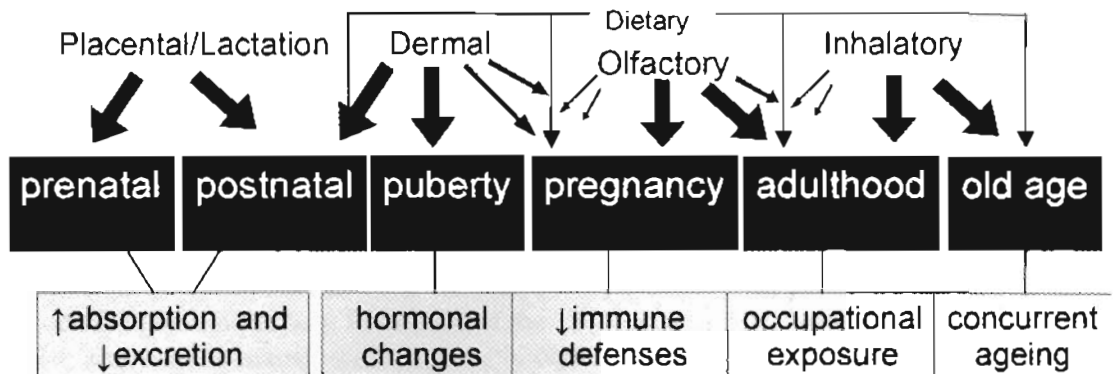 Dietary
Placental/Lactation Dermal Olfactory Inhalatory
prenatal postnatal puberty pregnancy adulthood old age
↑absorption and hormonal ↓immune occupational concurrent
↓excretion changes defenses exposure ageing